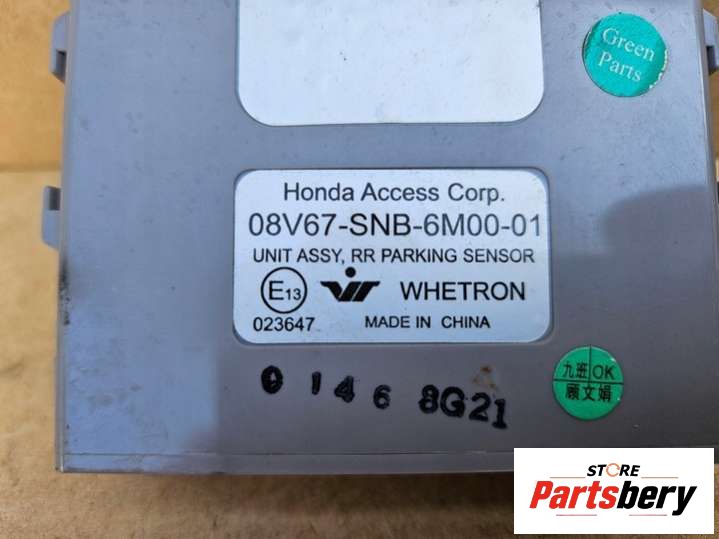 Green
Parts
Honda Access Corp.
08V67-SNB-6M00-01
UNIT ASSY, RR PARKING SENSOR
E13
WHETRON
023647
MADE IN CHINA
九班 OK
顾文娟
0 1 4 6 8G21
STORE
Partsbery